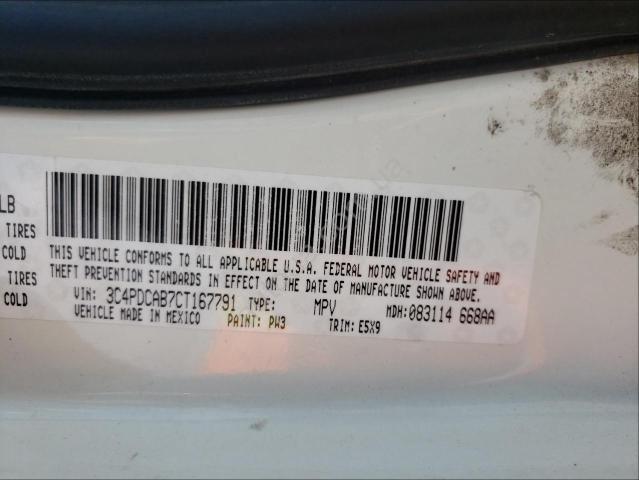 LB
TIRES
COLD
TIRES
COLD
THIS VEHICLE CONFORMS TO ALL APPLICABLE U.S.A. FEDERAL MOTOR VEHICLE SAFETY AND
THEFT PREVENTION STANDARDS IN EFFECT ON THE DATE OF MANUFACTURE SHOWN ABOVE.
VIN: 3C4PDCAB7CT167791 TYPE: MPV MDH:083114 668AA
VEHICLE MADE IN MEXICO PAINT: PW3 TRIM:E5X9